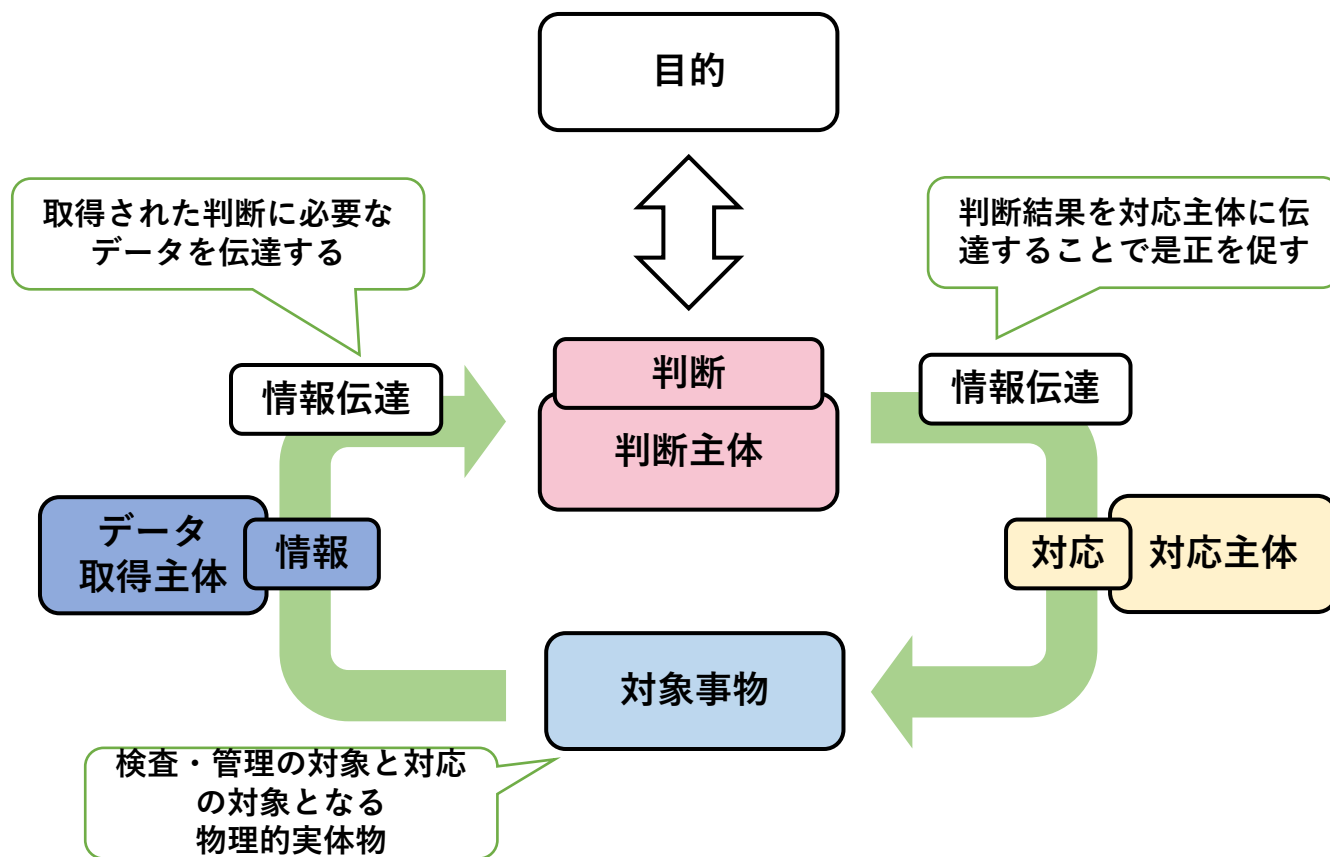 目的
取得された判断に必要な
データを伝達する
判断結果を対応主体に伝
達することで是正を促す
情報伝達
判断
情報伝達
判断主体
データ
取得主体
情報
対応
対応主体
対象事物
検査・管理の対象と対応
の対象となる
物理的実体物